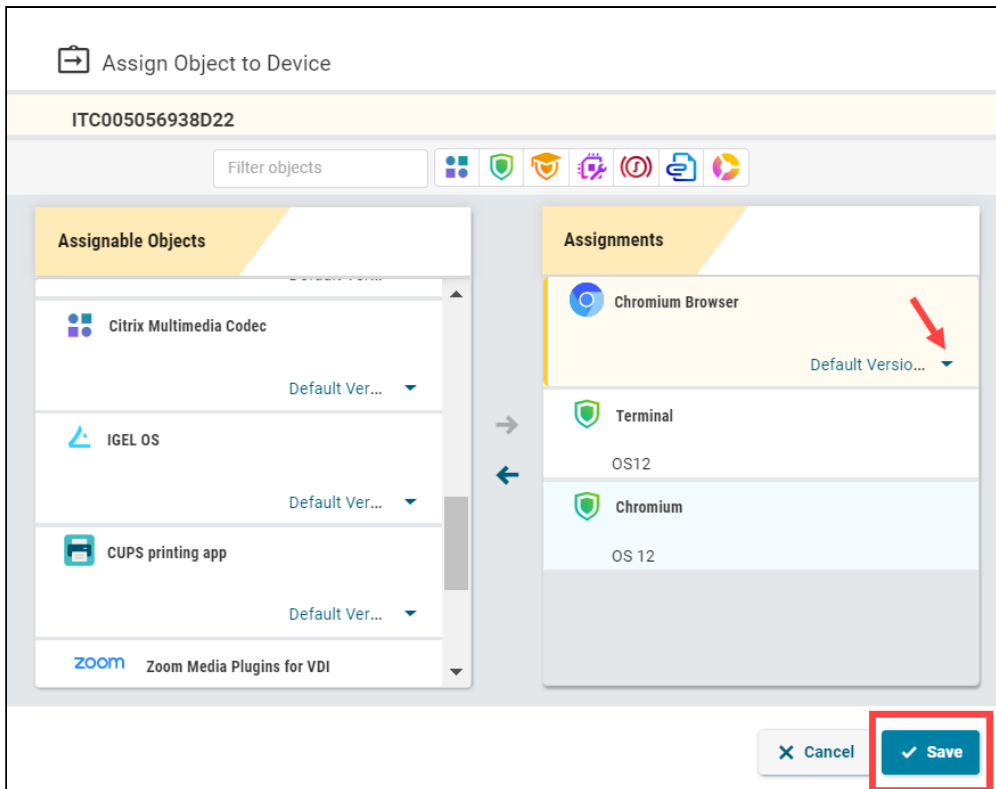 Assign Object to Device
ITC005056938D22
Filter objects
Assignable Objects
Citrix Multimedia Codec
Default Ver...
IGEL OS
Default Ver...
CUPS printing app
Default Ver...
zoom Zoom Media Plugins for VDI
Assignments
Chromium Browser
Default Versio...
Terminal
OS12
Chromium
OS 12
Cancel
Save